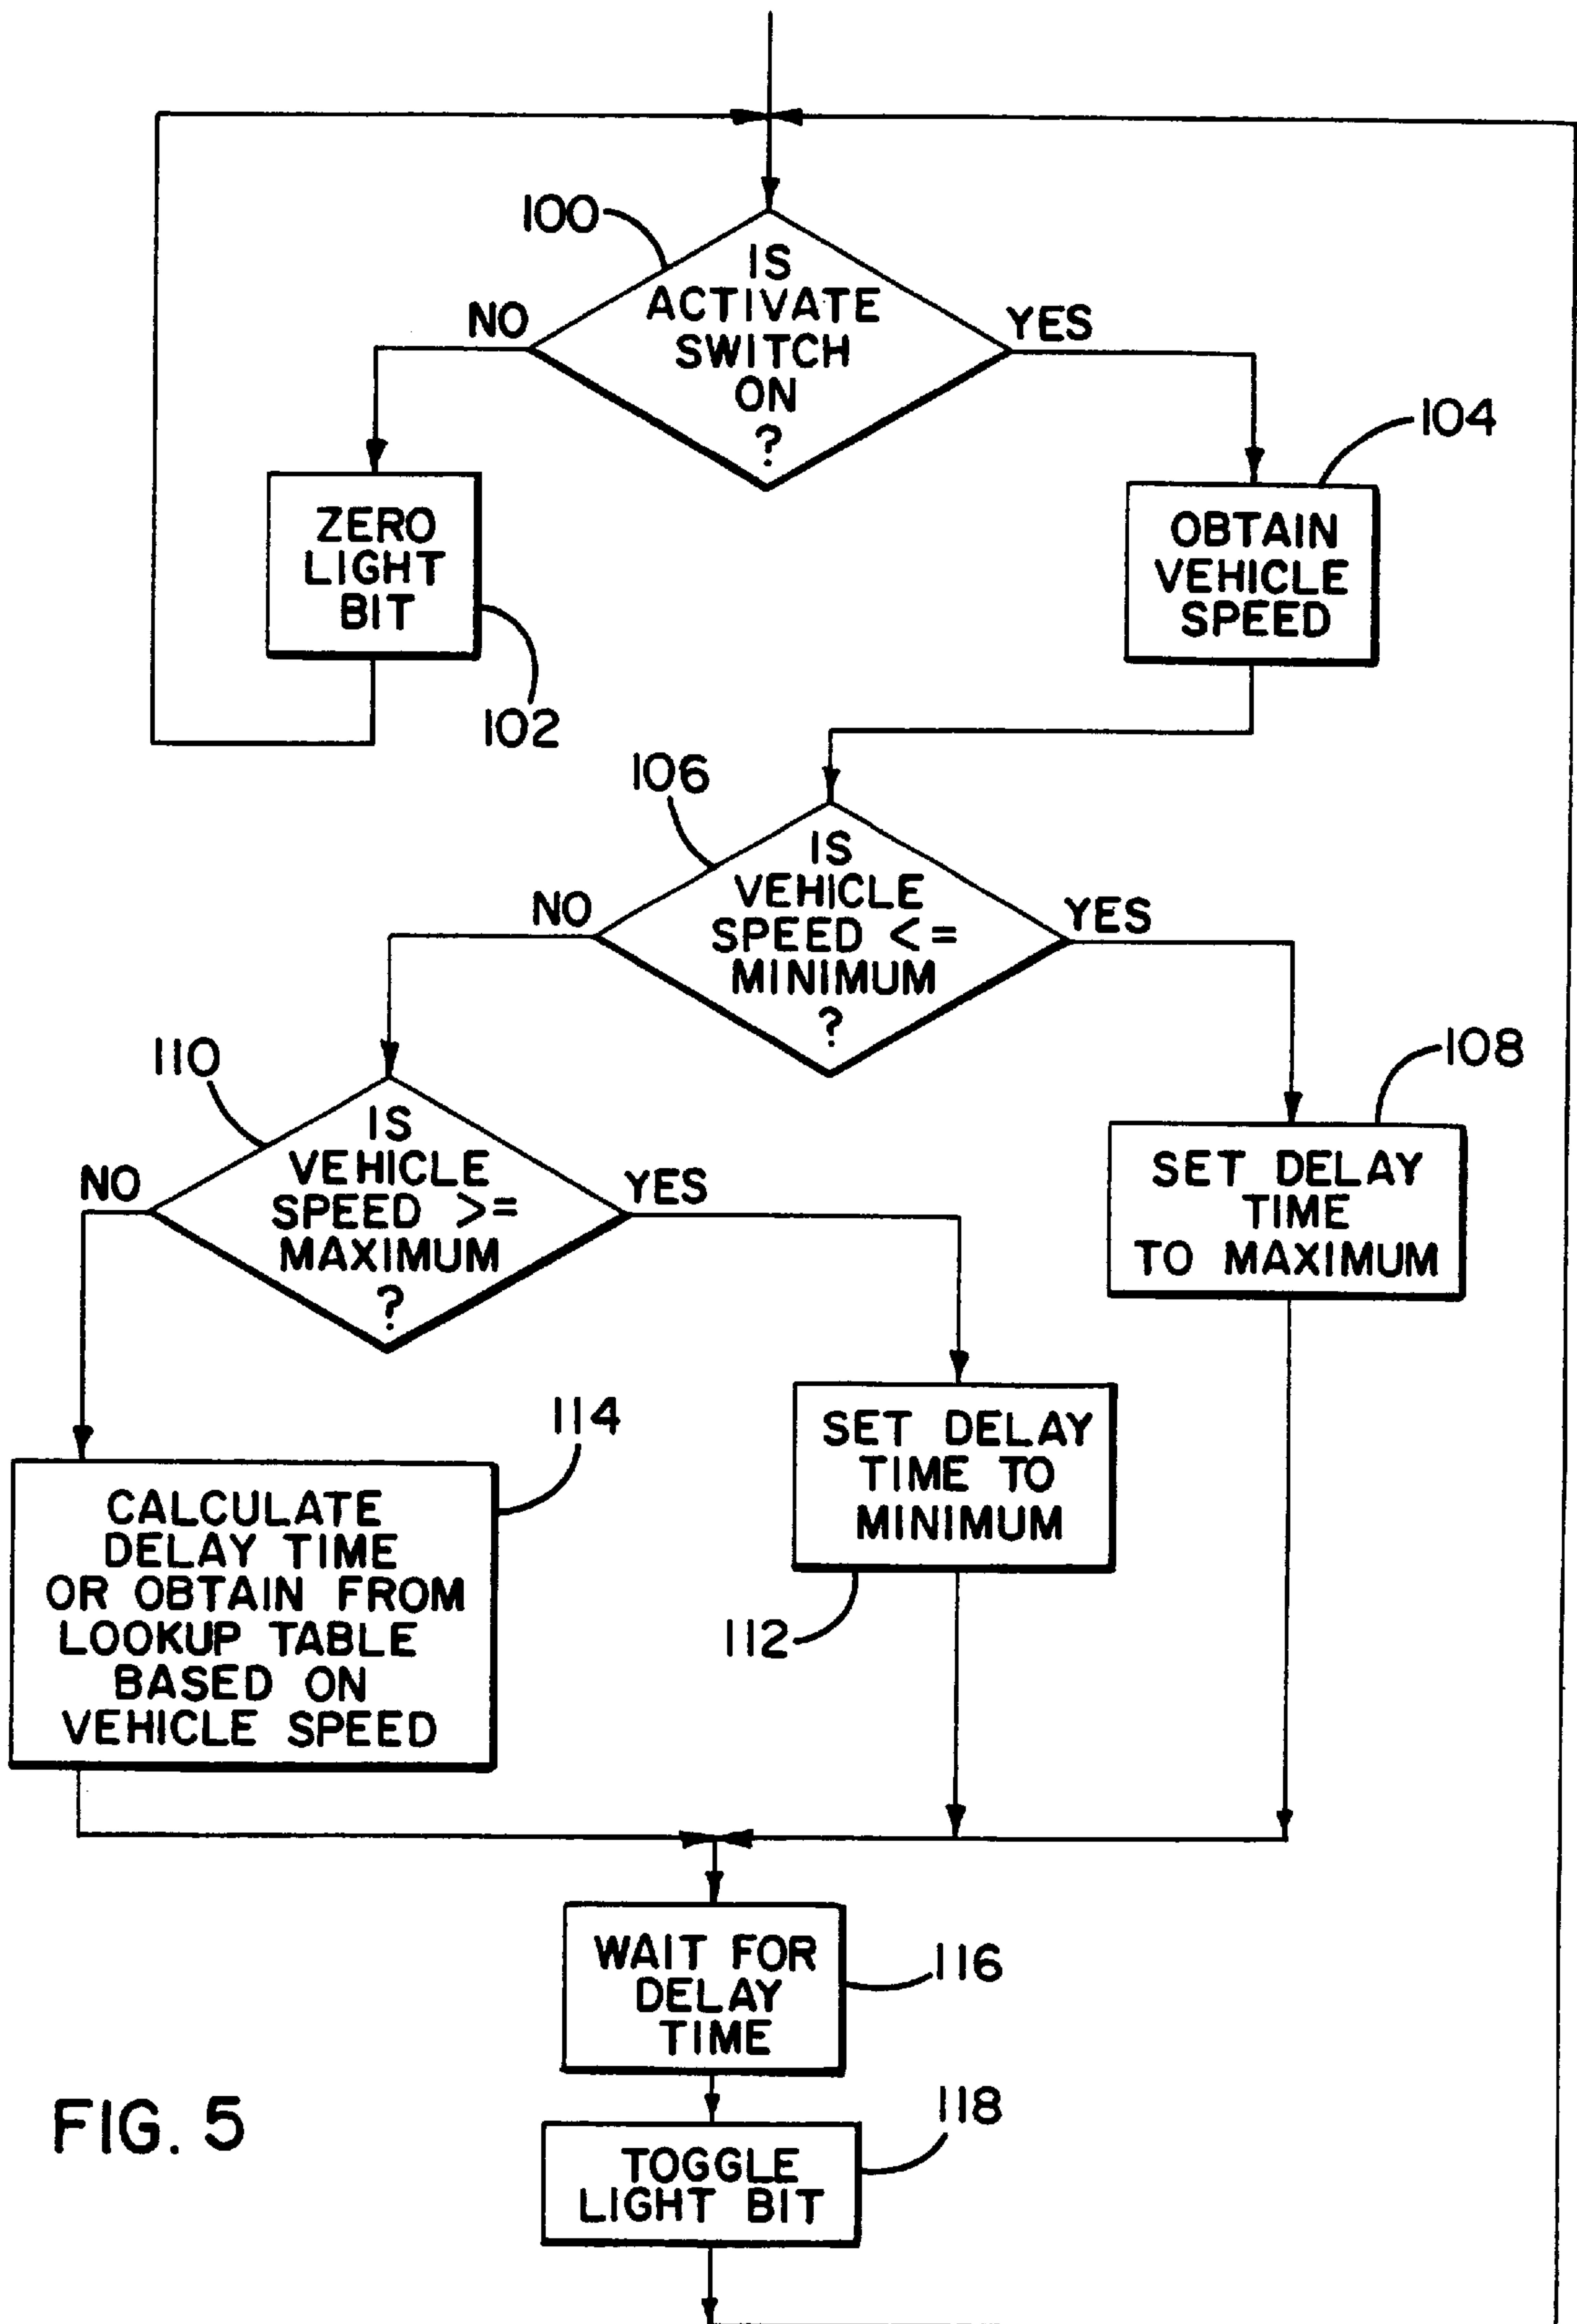 100
IS
ACTIVATE
SWITCH
ON
?
NO
YES
104
ZERO
LIGHT
BIT
102
OBTAIN
VEHICLE
SPEED
106
IS
VEHICLE
SPEED <=
MINIMUM
?
NO
YES
110
IS
VEHICLE
SPEED >=
MAXIMUM
?
NO
YES
108
SET DELAY
TIME
TO MAXIMUM
114
CALCULATE
DELAY TIME
OR OBTAIN FROM
LOOKUP TABLE
BASED ON
VEHICLE SPEED
SET DELAY
TIME TO
MINIMUM
112
WAIT FOR
DELAY
TIME
116
118
TOGGLE
LIGHT BIT
FIG. 5